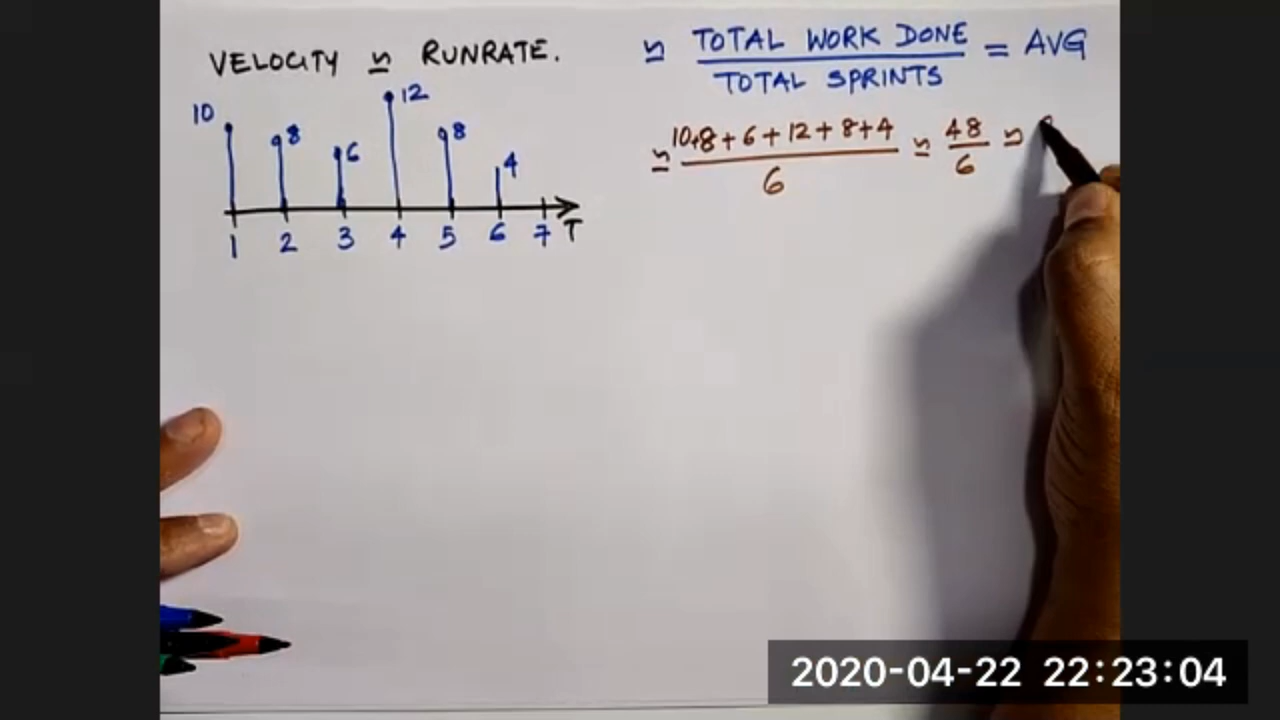 VELOCITY ≃ RUNRATE.
10 8 6 12 8 4
1 2 3 4 5 6 7 T
≃ TOTAL WORK DONE / TOTAL SPRINTS = AVG
≃ 10+8+6+12+8+4 / 6 ≃ 48 / 6 ≃
2020-04-22 22:23:04